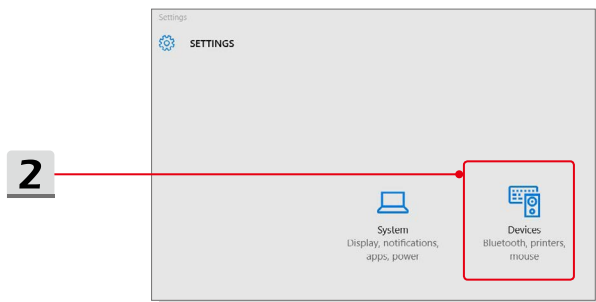 Settings
SETTINGS
2
System
Display, notifications,
apps, power
Devices
Bluetooth, printers,
mouse